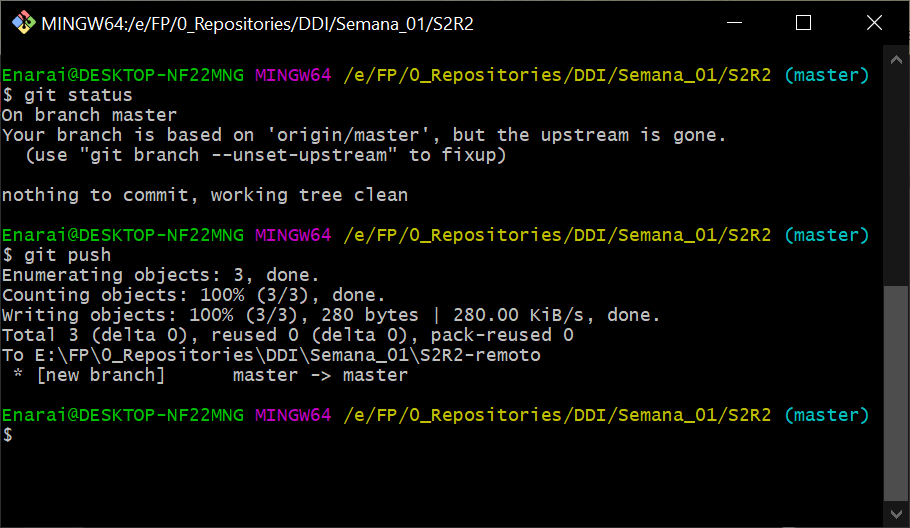 MINGW64:/e/FP/0_Repositories/DDI/Semana_01/S2R2
Enarai@DESKTOP-NF22MNG MINGW64 /e/FP/0_Repositories/DDI/Semana_01/S2R2 (master)
$ git status
On branch master
Your branch is based on 'origin/master', but the upstream is gone.
  (use "git branch --unset-upstream" to fixup)
nothing to commit, working tree clean
Enarai@DESKTOP-NF22MNG MINGW64 /e/FP/0_Repositories/DDI/Semana_01/S2R2 (master)
$ git push
Enumerating objects: 3, done.
Counting objects: 100% (3/3), done.
Writing objects: 100% (3/3), 280 bytes | 280.00 KiB/s, done.
Total 3 (delta 0), reused 0 (delta 0), pack-reused 0
To E:\FP\0_Repositories\DDI\Semana_01\S2R2-remoto
 * [new branch]      master -> master
Enarai@DESKTOP-NF22MNG MINGW64 /e/FP/0_Repositories/DDI/Semana_01/S2R2 (master)
$